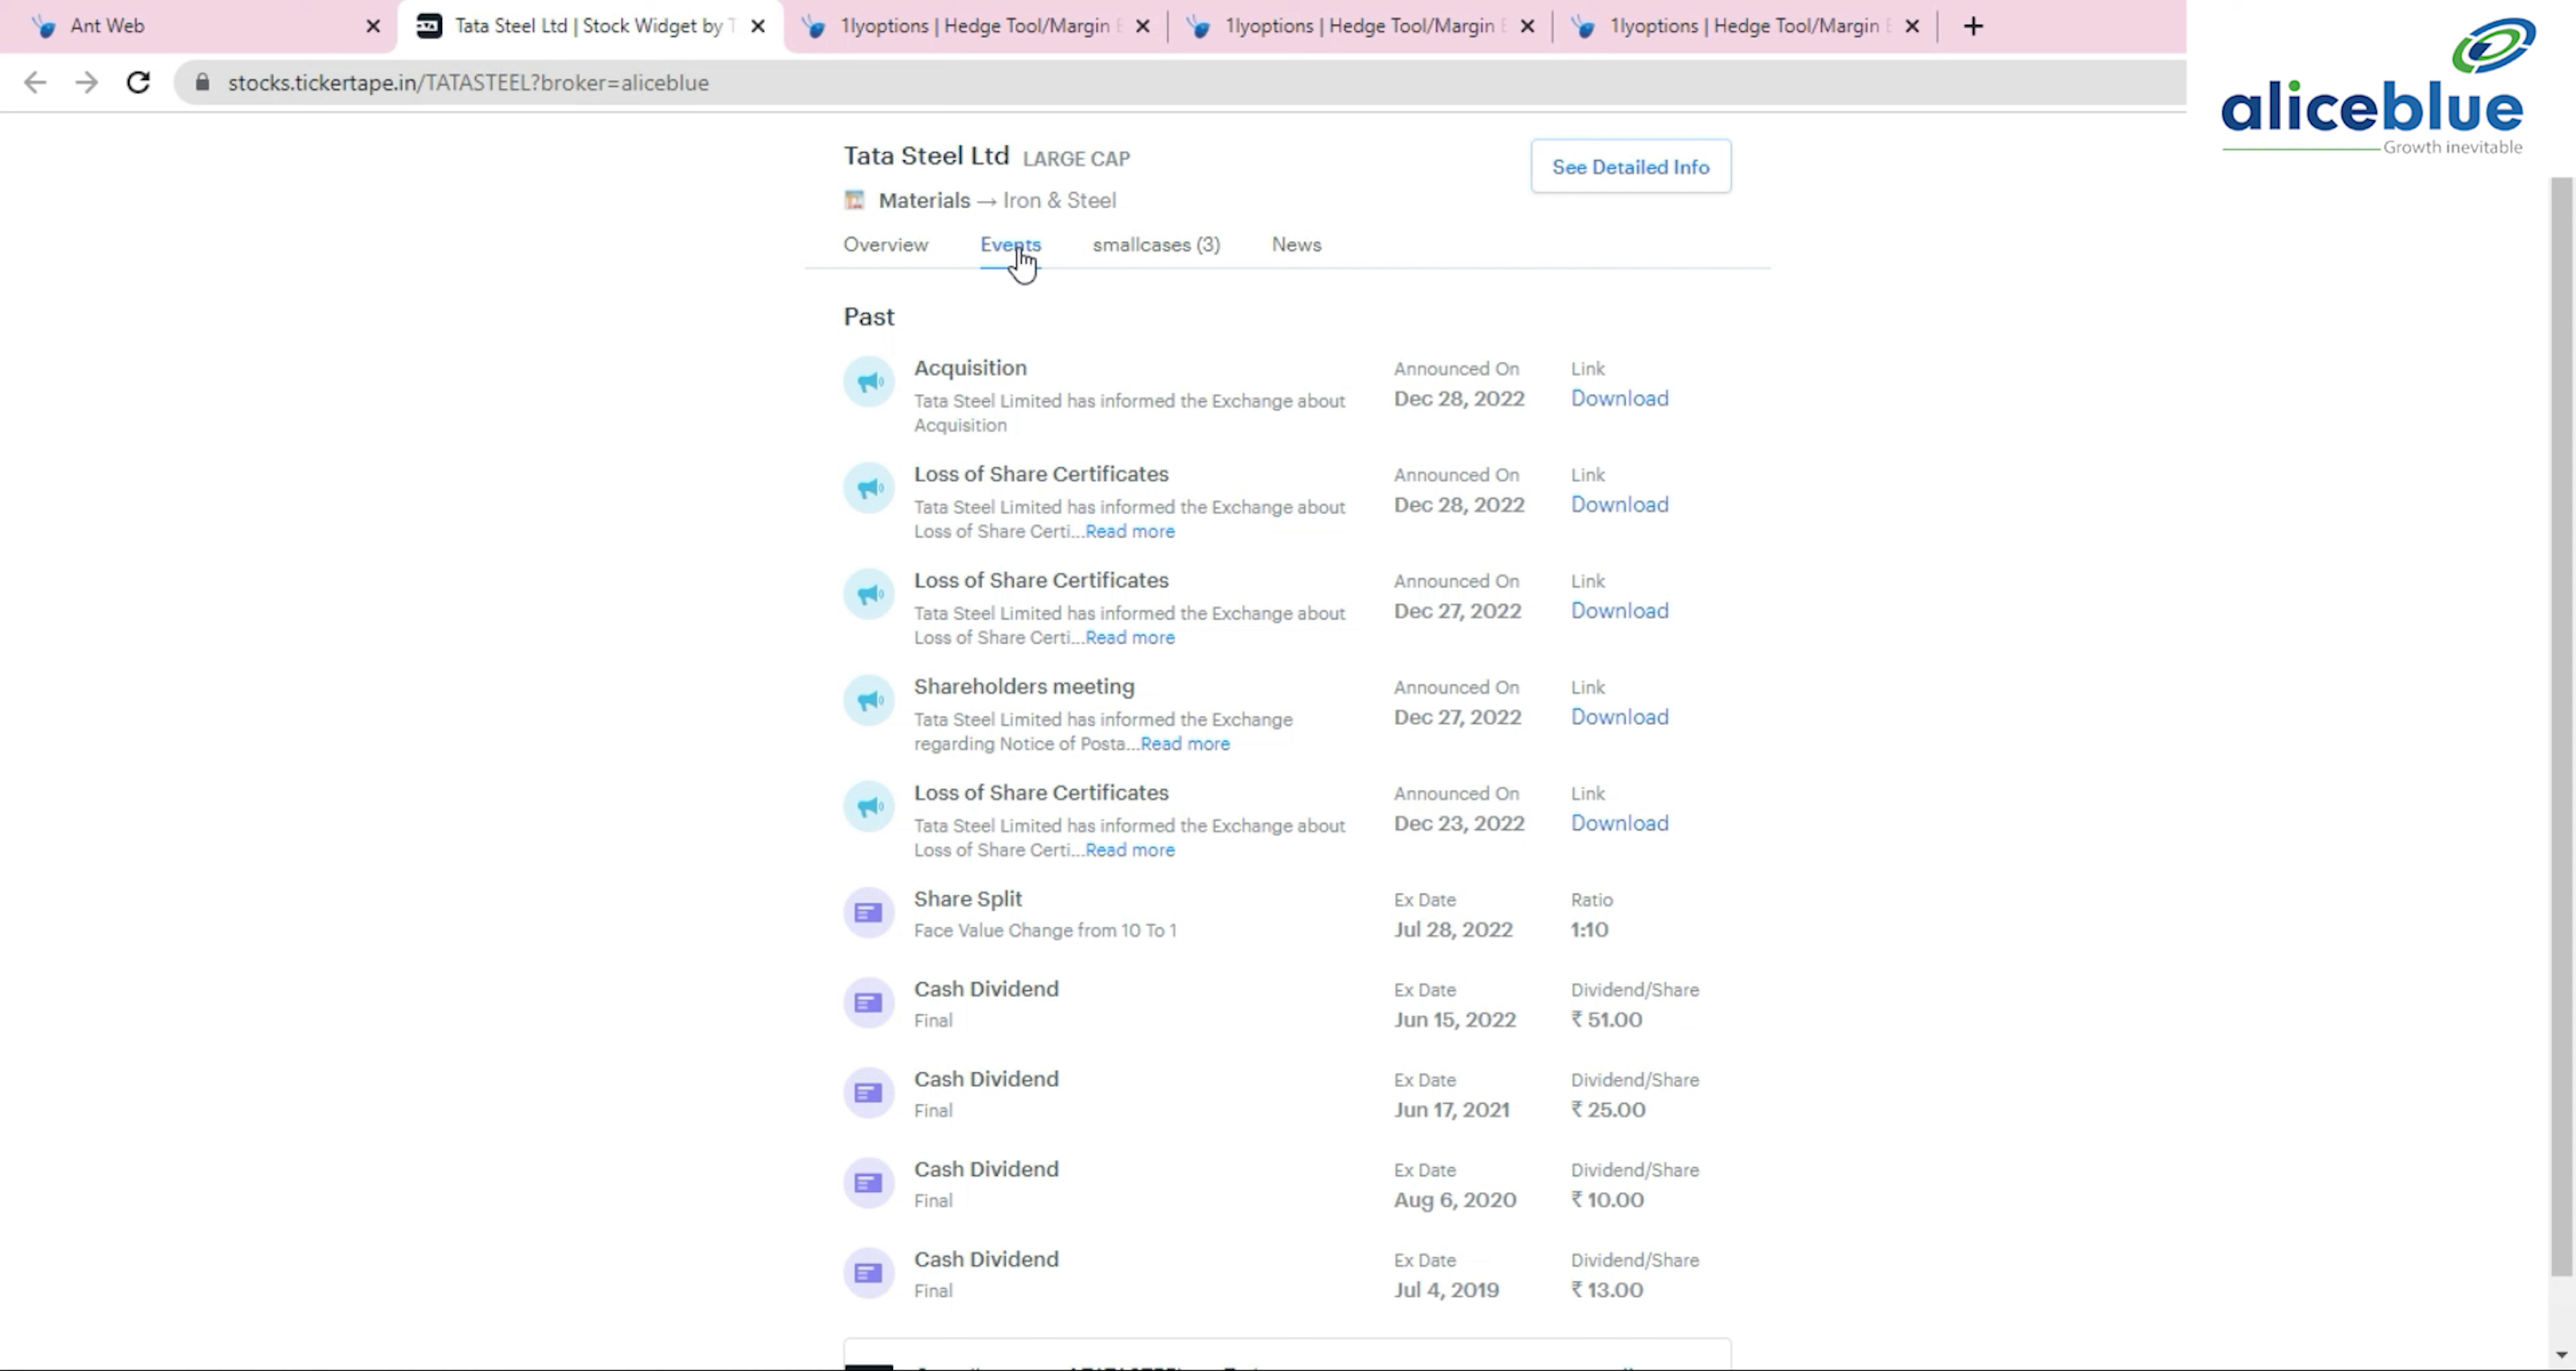 Ant Web
Tata Steel Ltd | Stock Widget by T
1lyoptions | Hedge Tool/Margin
1lyoptions | Hedge Tool/Margin
1lyoptions | Hedge Tool/Margin
stocks.tickertape.in/TATASTEEL?broker=aliceblue
aliceblue
Growth inevitable
Tata Steel Ltd LARGE CAP
See Detailed Info
Materials → Iron & Steel
Overview Events smallcases (3) News
Past
Acquisition Announced On Link
Tata Steel Limited has informed the Exchange about Dec 28, 2022 Download
Acquisition
Loss of Share Certificates Announced On Link
Tata Steel Limited has informed the Exchange about Dec 28, 2022 Download
Loss of Share Certi...Read more
Loss of Share Certificates Announced On Link
Tata Steel Limited has informed the Exchange about Dec 27, 2022 Download
Loss of Share Certi...Read more
Shareholders meeting Announced On Link
Tata Steel Limited has informed the Exchange Dec 27, 2022 Download
regarding Notice of Posta...Read more
Loss of Share Certificates Announced On Link
Tata Steel Limited has informed the Exchange about Dec 23, 2022 Download
Loss of Share Certi...Read more
Share Split Ex Date Ratio
Face Value Change from 10 To 1 Jul 28, 2022 1:10
Cash Dividend Ex Date Dividend/Share
Final Jun 15, 2022 ₹ 51.00
Cash Dividend Ex Date Dividend/Share
Final Jun 17, 2021 ₹ 25.00
Cash Dividend Ex Date Dividend/Share
Final Aug 6, 2020 ₹ 10.00
Cash Dividend Ex Date Dividend/Share
Final Jul 4, 2019 ₹ 13.00